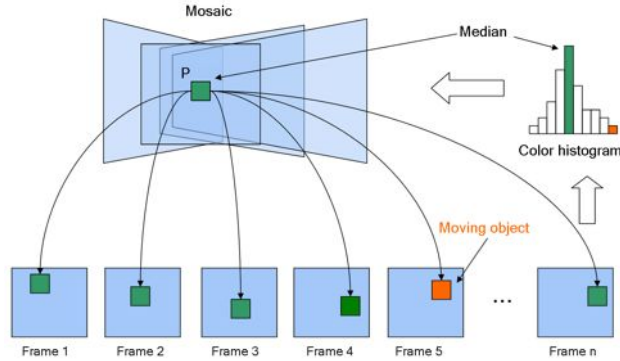 Mosaic
Median
P
Color histogram
Moving object
...
Frame 1
Frame 2
Frame 3
Frame 4
Frame 5
Frame n